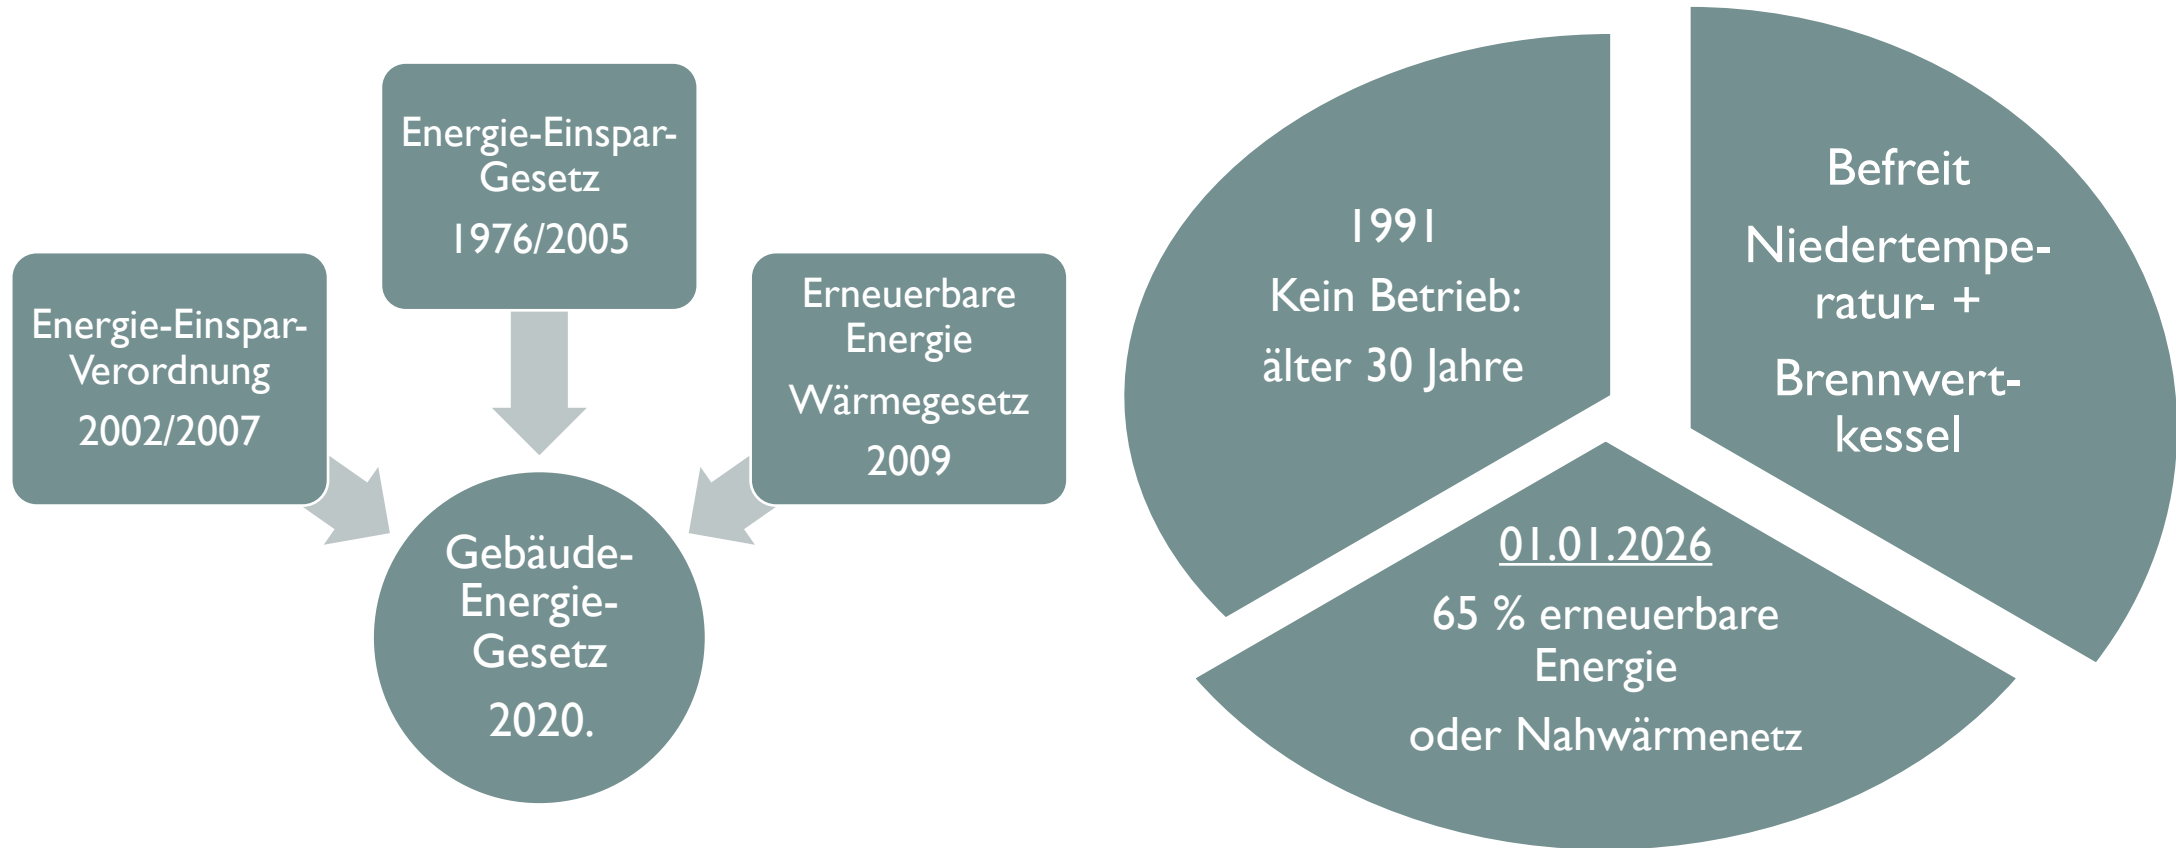 Energie-Einspar-
Gesetz
1976/2005
Energie-Einspar-
Verordnung
2002/2007
Erneuerbare
Energie
Wärmegesetz
2009
Gebäude-
Energie-
Gesetz
2020.
1991
Kein Betrieb:
älter 30 Jahre
Befreit
Niedertempe-
ratur- +
Brennwert-
kessel
01.01.2026
65 % erneuerbare
Energie
oder Nahwärmenetz